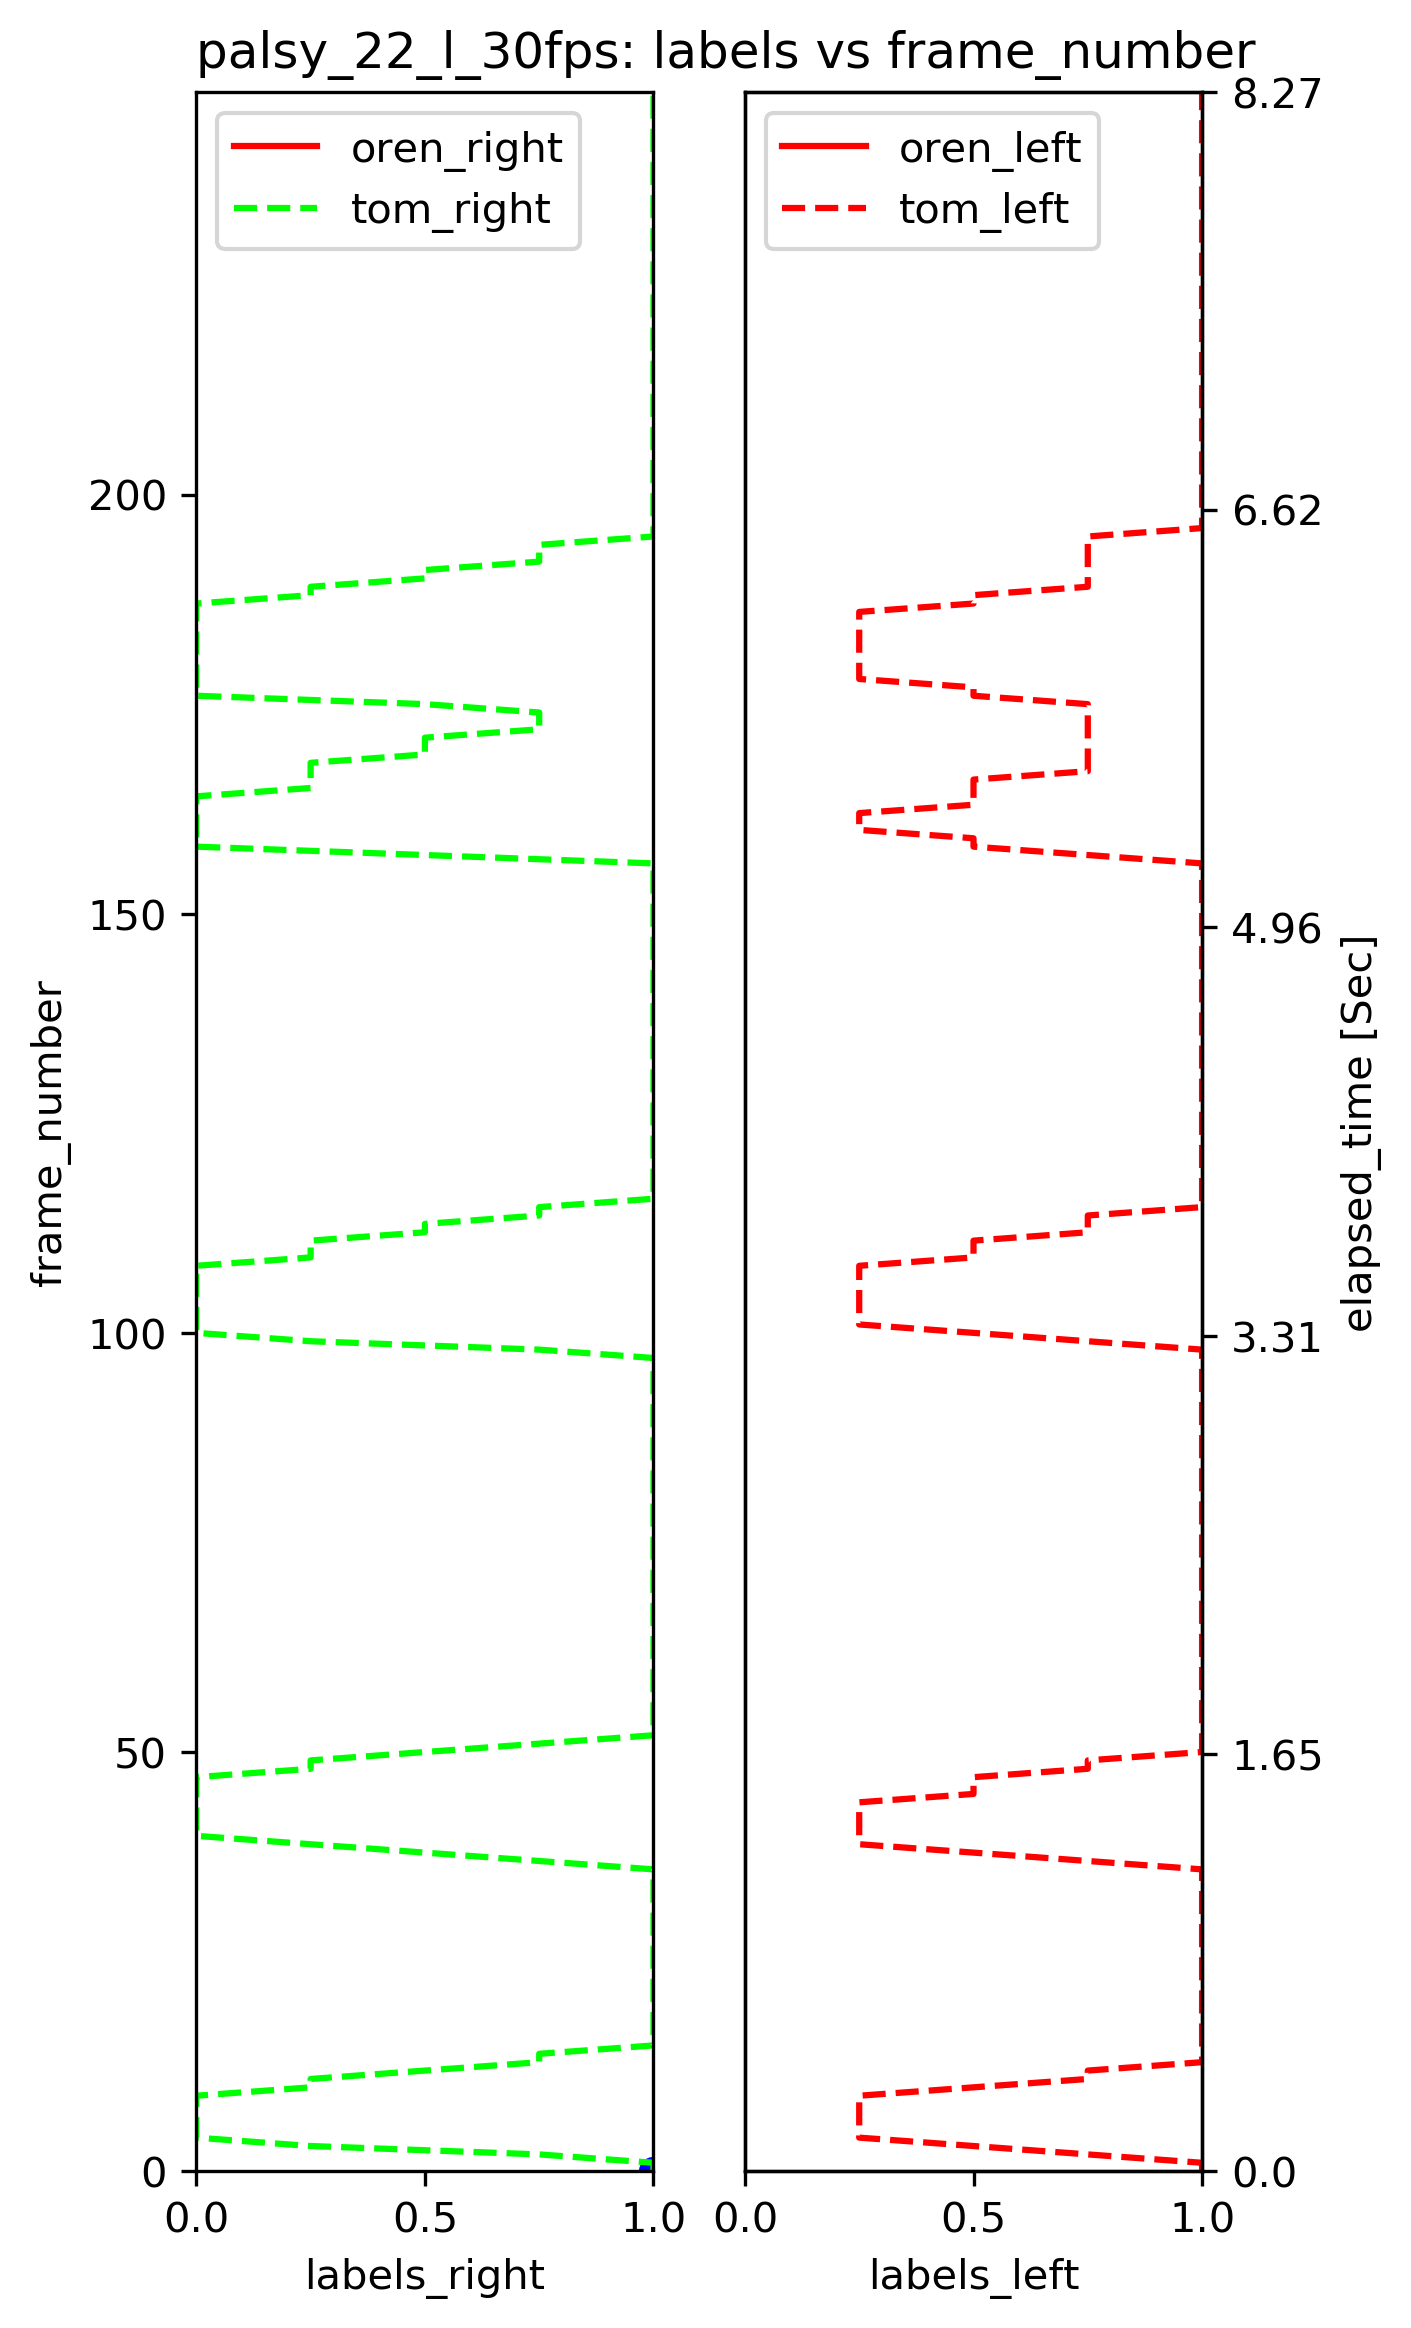 palsy_22_l_30fps: labels vs frame_number
oren_right
tom_right
oren_left
tom_left
200
150
100
50
0
frame_number
0.0
0.5
1.0
labels_right
0.0
0.5
1.0
labels_left
8.27
6.62
4.96
3.31
1.65
0.0
elapsed_time [Sec]